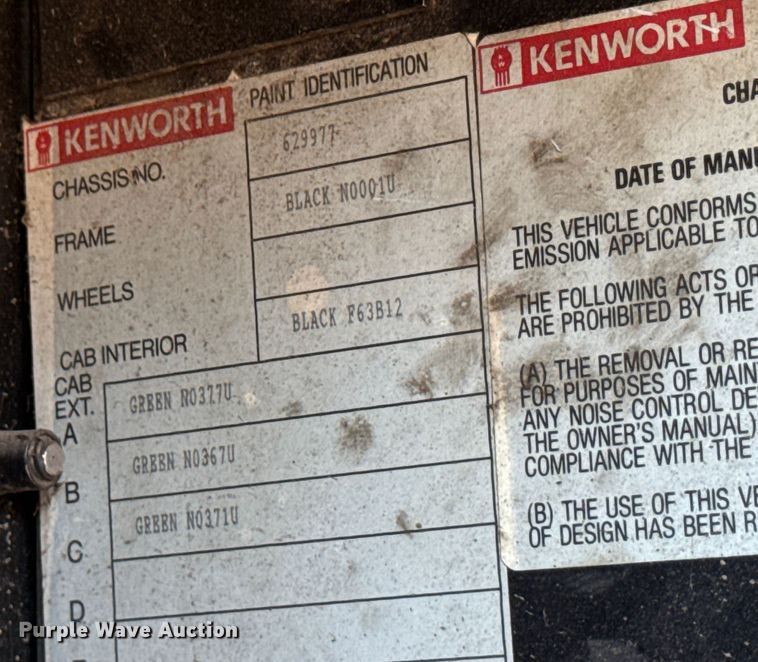 KENWORTH PAINT IDENTIFICATION
CHASSIS NO. 629977
FRAME BLACK N0001U
WHEELS
CAB INTERIOR BLACK F63B12
CAB
EXT.
A GREEN N0377U
B GREEN N0367U
C GREEN N0371U
D
KENWORTH
CHA
DATE OF MANU
THIS VEHICLE CONFORMS
EMISSION APPLICABLE TO
THE FOLLOWING ACTS OR
ARE PROHIBITED BY THE
(A) THE REMOVAL OR RE
FOR PURPOSES OF MAIN
ANY NOISE CONTROL DE
THE OWNER'S MANUAL)
COMPLIANCE WITH THE
(B) THE USE OF THIS VE
OF DESIGN HAS BEEN R
Purple Wave Auction